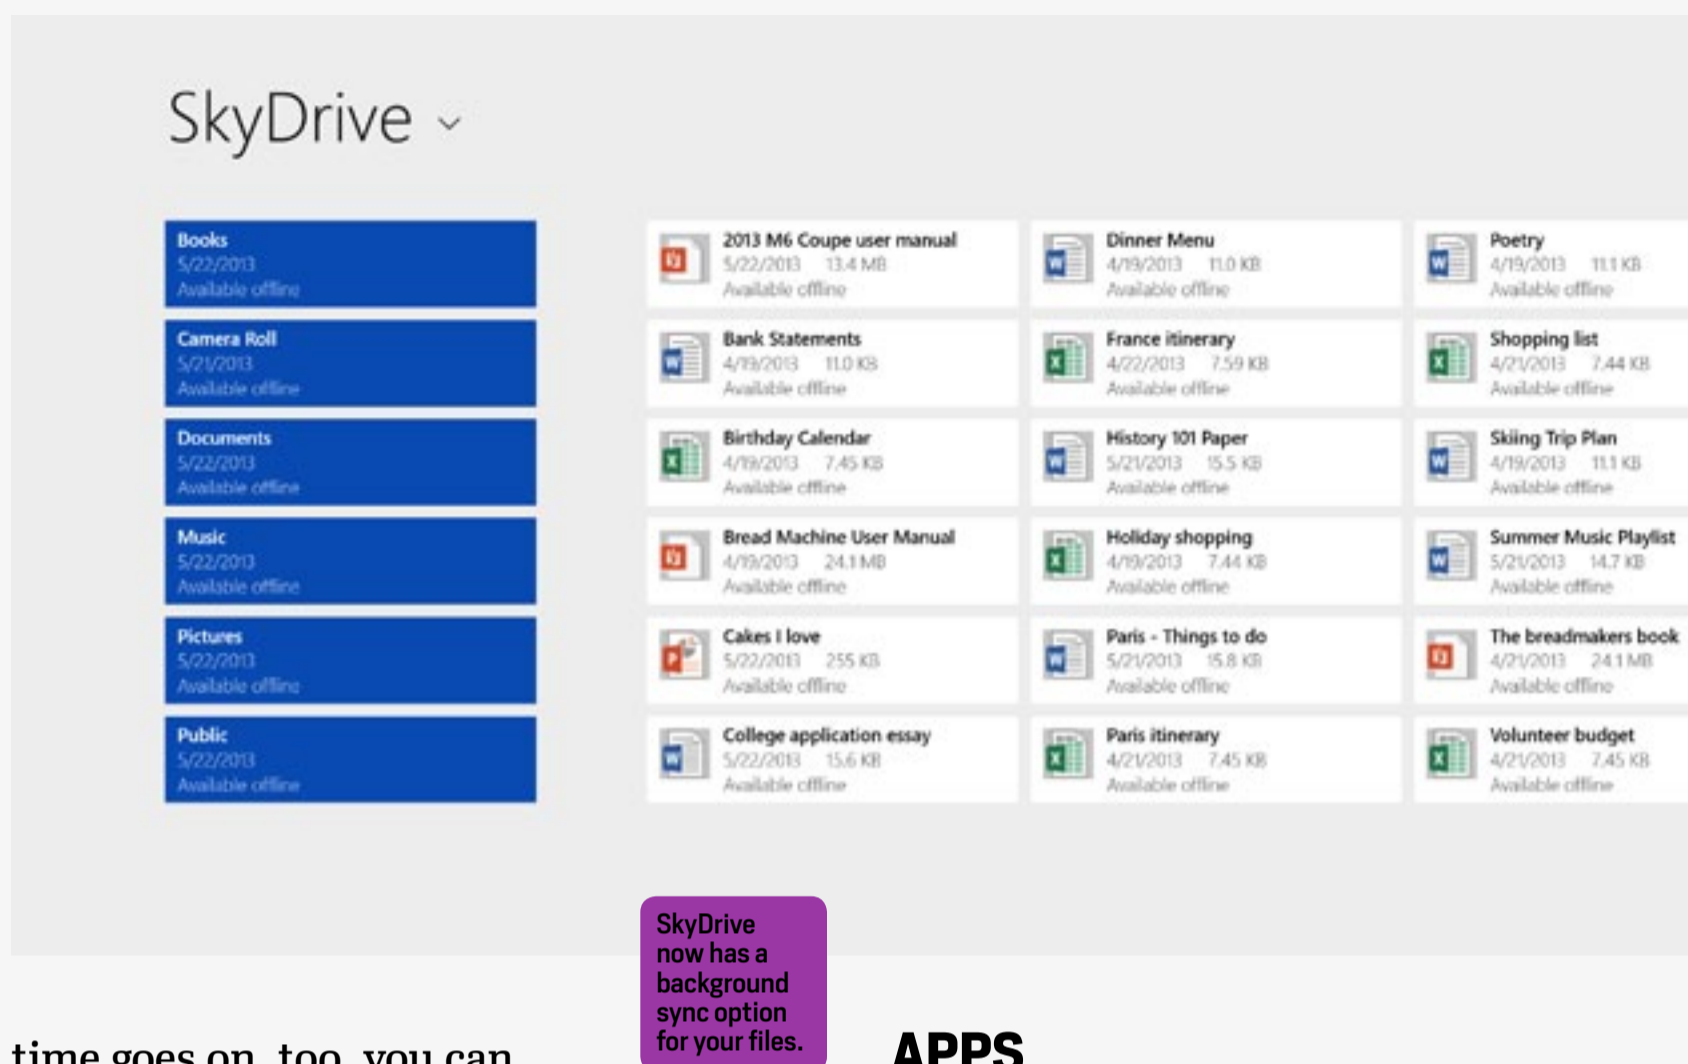 SkyDrive
Books
5/22/2013
Available offline
Camera Roll
5/21/2013
Available offline
Documents
5/22/2013
Available offline
Music
5/22/2013
Available offline
Pictures
5/22/2013
Available offline
Public
5/22/2013
Available offline
2013 M6 Coupe user manual
5/22/2013 13.4 MB
Available offline
Bank Statements
4/19/2013 11.0 KB
Available offline
Birthday Calendar
4/19/2013 7.45 KB
Available offline
Bread Machine User Manual
4/19/2013 24.1 MB
Available offline
Cakes I love
5/22/2013 255 KB
Available offline
College application essay
5/22/2013 15.6 KB
Available offline
Dinner Menu
4/19/2013 11.0 KB
Available offline
France itinerary
4/22/2013 7.59 KB
Available offline
History 101 Paper
5/21/2013 15.5 KB
Available offline
Holiday shopping
4/19/2013 7.44 KB
Available offline
Paris - Things to do
5/21/2013 15.8 KB
Available offline
Paris itinerary
4/21/2013 7.45 KB
Available offline
Poetry
4/19/2013 11.1 KB
Available offline
Shopping list
4/21/2013 7.44 KB
Available offline
Skiing Trip Plan
4/19/2013 11.1 KB
Available offline
Summer Music Playlist
5/21/2013 14.7 KB
Available offline
The breadmakers book
4/21/2013 24.1 MB
Available offline
Volunteer budget
4/21/2013 7.45 KB
Available offline
SkyDrive
now has a
background
sync option
for your files.
time goes on, too, you can
APPS